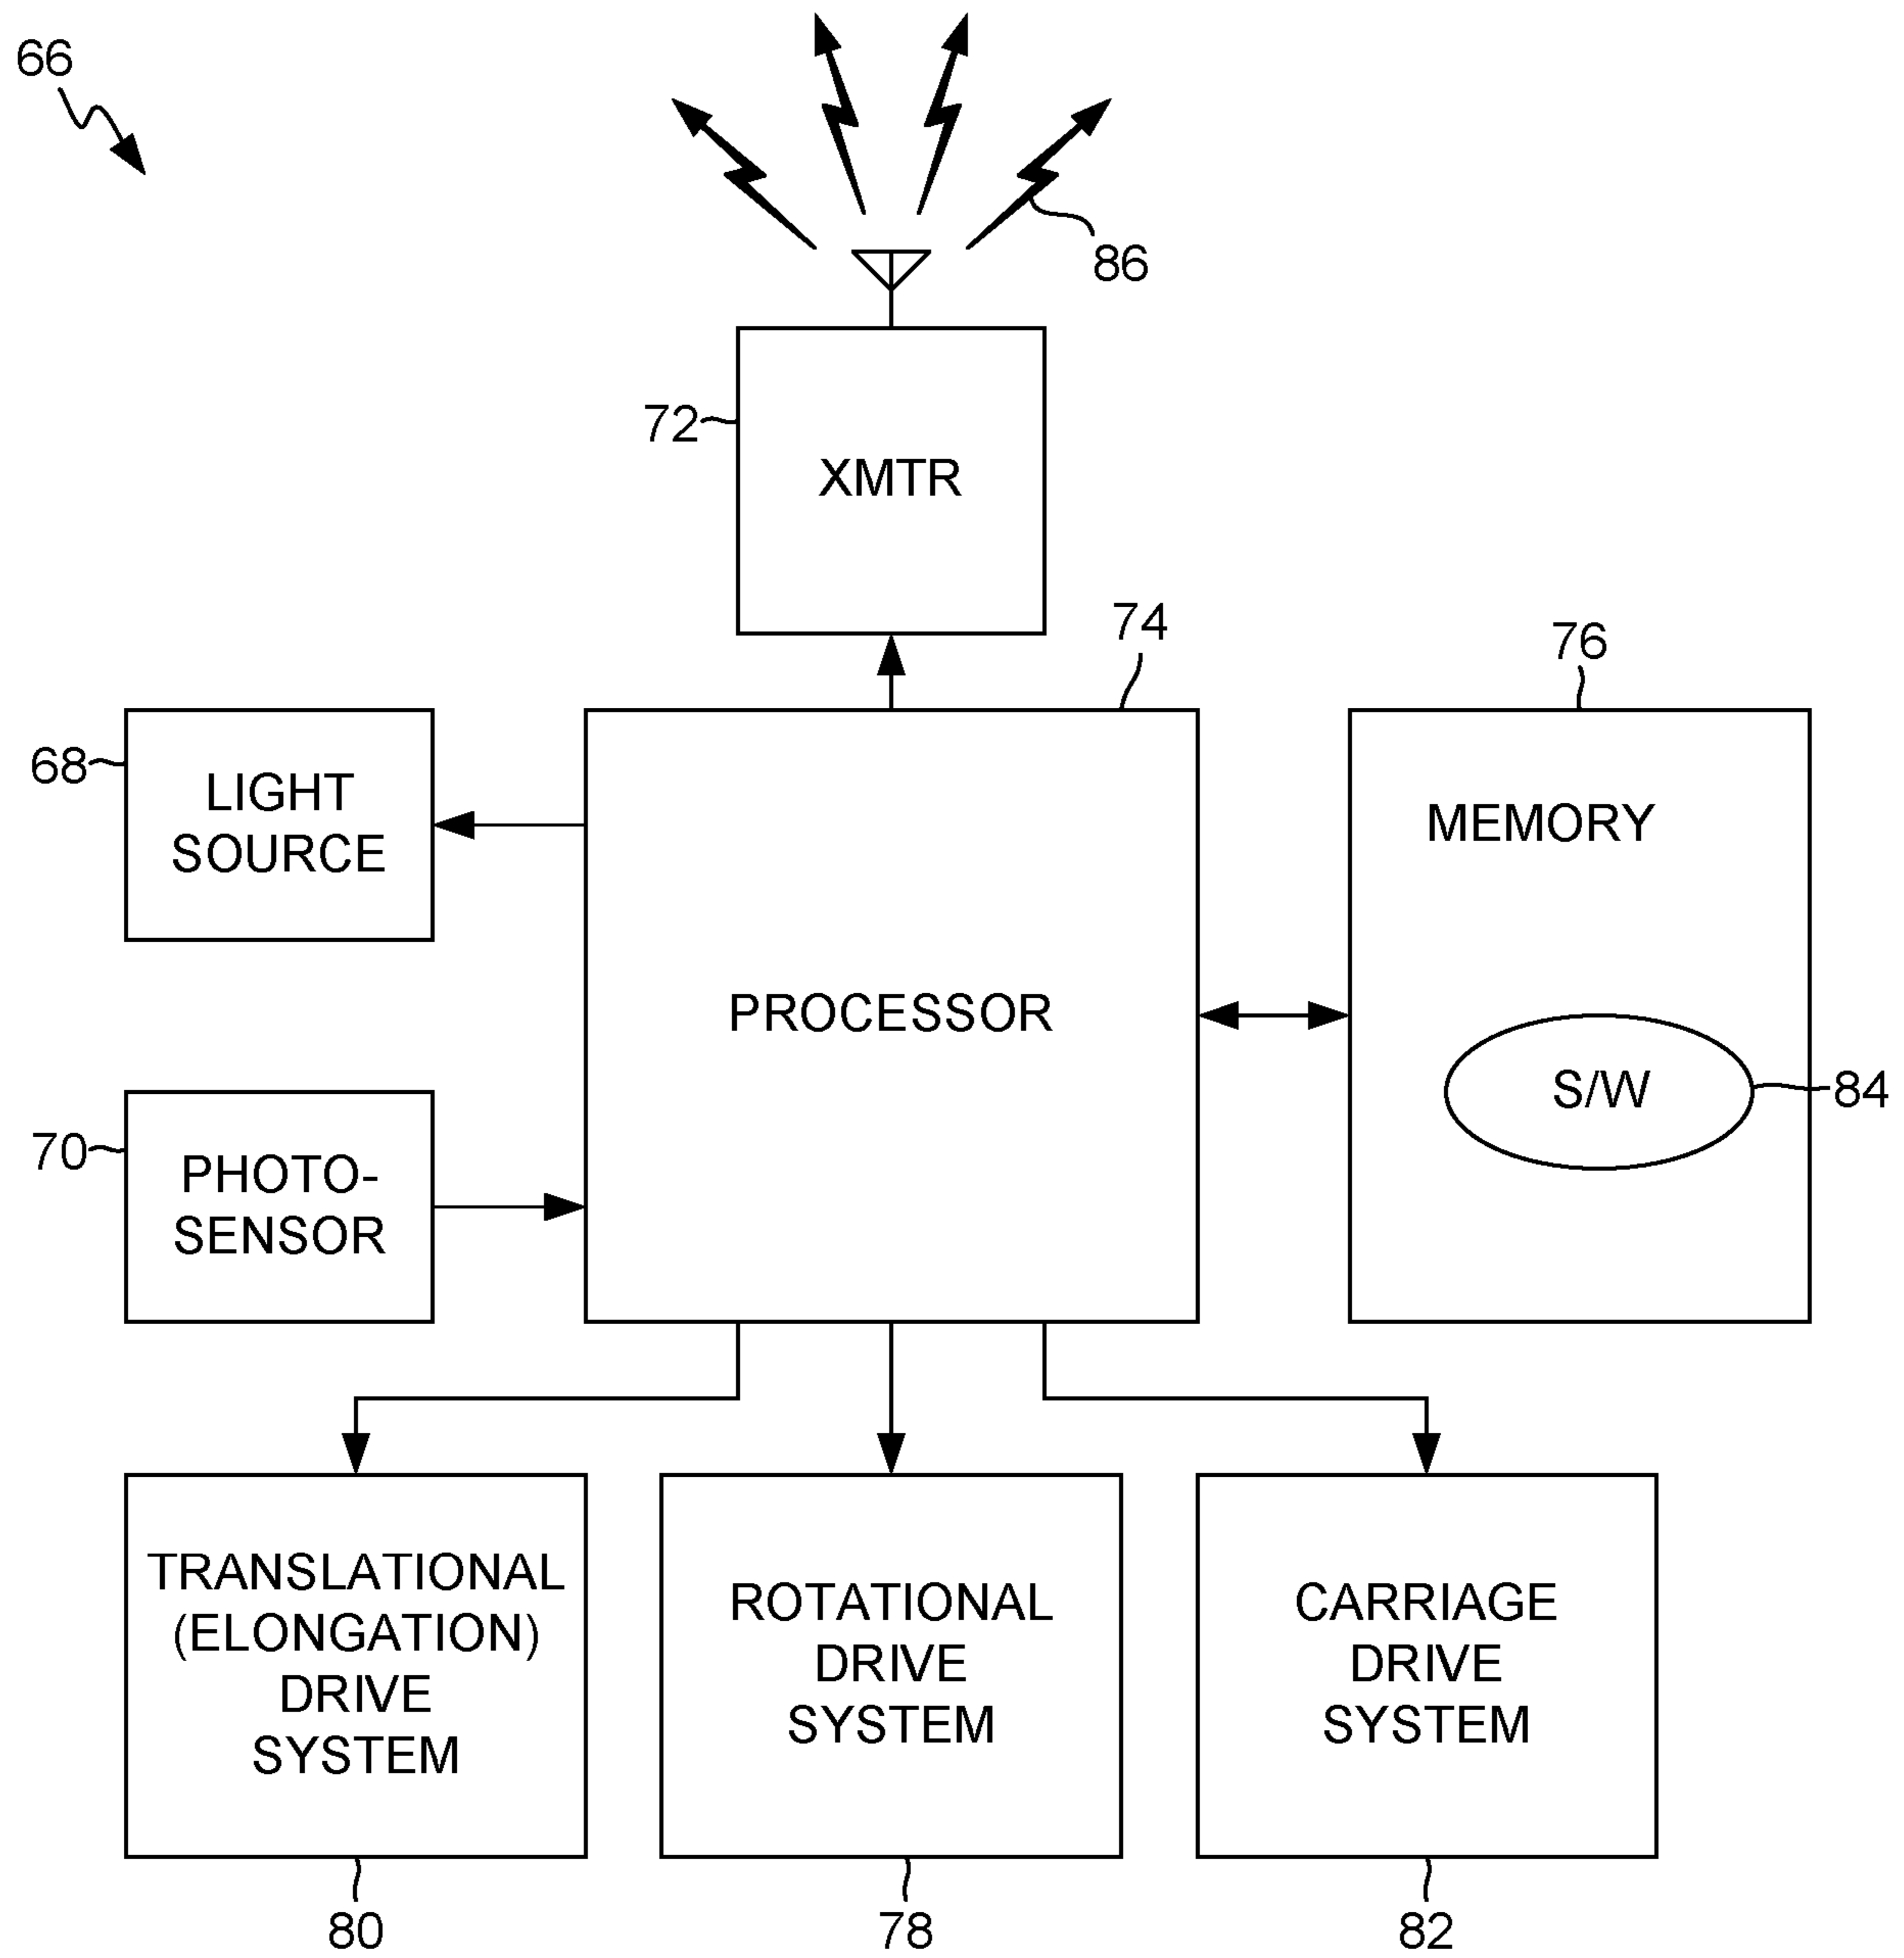 66
86
72
XMTR
74
76
68
LIGHT
SOURCE
MEMORY
PROCESSOR
S/W
84
70
PHOTO-
SENSOR
TRANSLATIONAL
(ELONGATION)
DRIVE
SYSTEM
ROTATIONAL
DRIVE
SYSTEM
CARRIAGE
DRIVE
SYSTEM
80
78
82